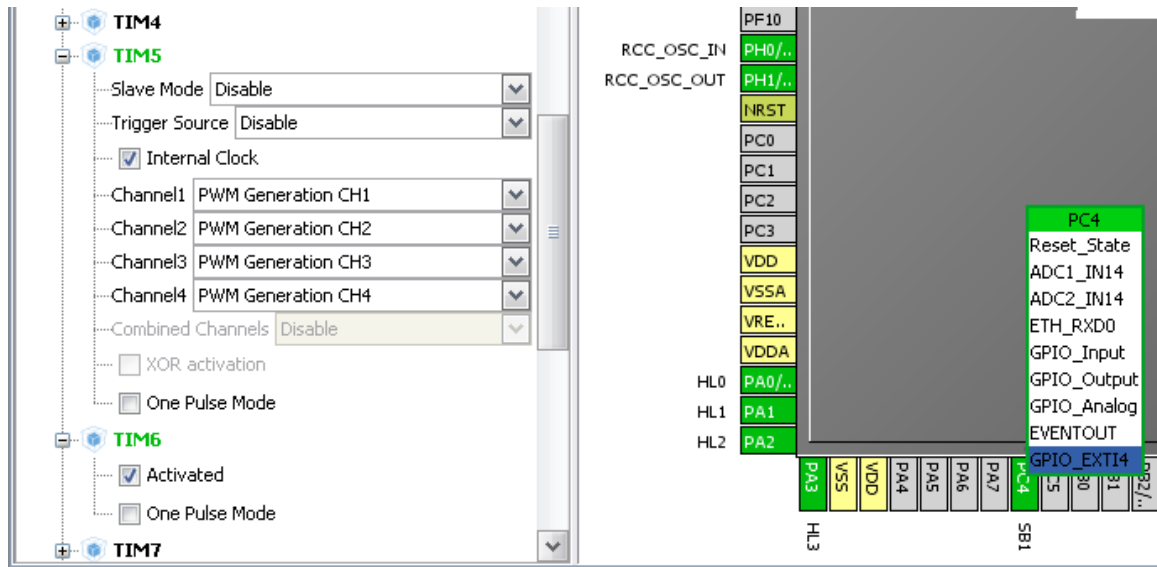 TIM4
TIM5
Slave Mode Disable
Trigger Source Disable
Internal Clock
Channel1 PWM Generation CH1
Channel2 PWM Generation CH2
Channel3 PWM Generation CH3
Channel4 PWM Generation CH4
Combined Channels Disable
XOR activation
One Pulse Mode
TIM6
Activated
One Pulse Mode
TIM7
PF10
RCC_OSC_IN PH0/..
RCC_OSC_OUT PH1/..
NRST
PC0
PC1
PC2
PC3
VDD
VSSA
VRE..
VDDA
HL0 PA0/..
HL1 PA1
HL2 PA2
PC4
Reset_State
ADC1_IN14
ADC2_IN14
ETH_RXD0
GPIO_Input
GPIO_Output
GPIO_Analog
EVENTOUT
GPIO_EXTI4
PA3
VSS
VDD
PA4
PA5
PA6
PA7
PC4
C5
B0
B1
HL3
SB1